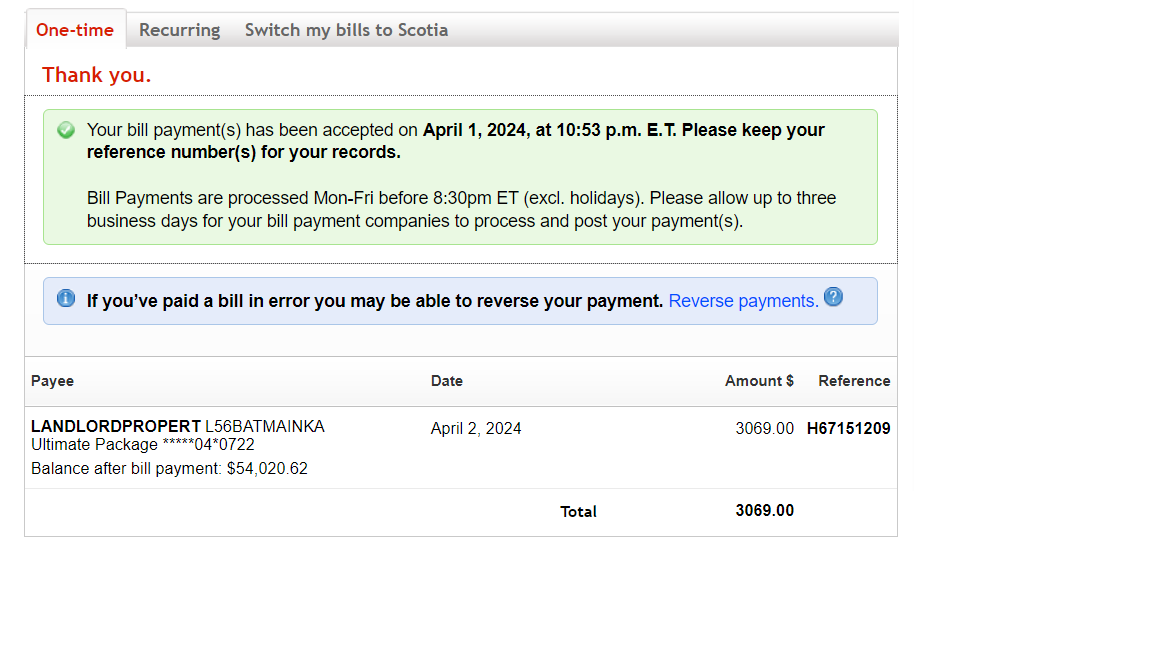 One-time Recurring Switch my bills to Scotia
Thank you.
Your bill payment(s) has been accepted on April 1, 2024, at 10:53 p.m. E.T. Please keep your
reference number(s) for your records.
Bill Payments are processed Mon-Fri before 8:30pm ET (excl. holidays). Please allow up to three
business days for your bill payment companies to process and post your payment(s).
If you’ve paid a bill in error you may be able to reverse your payment. Reverse payments. ?
Payee Date Amount $ Reference
LANDLORDPROPERT L56BATMAINKA April 2, 2024 3069.00 H67151209
Ultimate Package *****04*0722
Balance after bill payment: $54,020.62
Total 3069.00